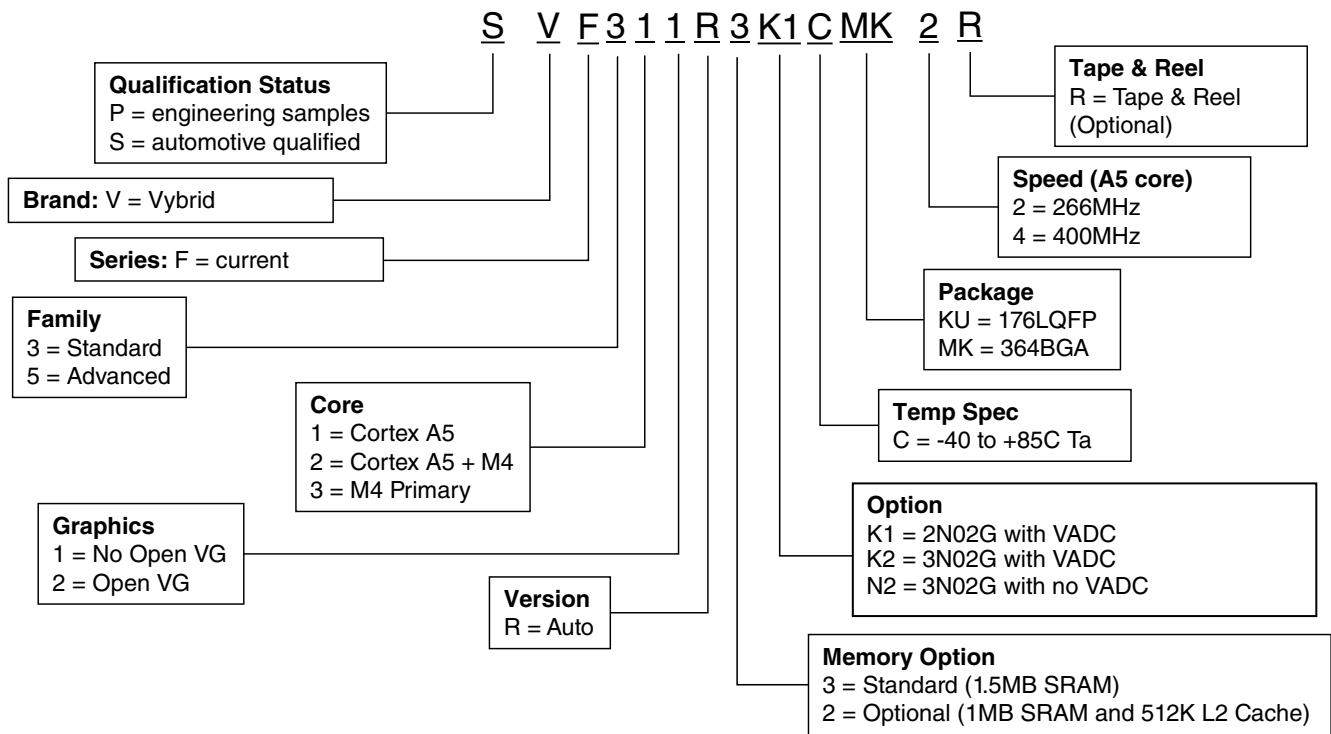 S V F 3 1 1 R 3 K1 C MK 2 R
Qualification Status
P = engineering samples
S = automotive qualified
Tape & Reel
R = Tape & Reel
(Optional)
Brand: V = Vybrid
Speed (A5 core)
2 = 266MHz
4 = 400MHz
Series: F = current
Package
KU = 176LQFP
MK = 364BGA
Family
3 = Standard
5 = Advanced
Core
1 = Cortex A5
2 = Cortex A5 + M4
3 = M4 Primary
Temp Spec
C = -40 to +85C Ta
Graphics
1 = No Open VG
2 = Open VG
Option
K1 = 2N02G with VADC
K2 = 3N02G with VADC
N2 = 3N02G with no VADC
Version
R = Auto
Memory Option
3 = Standard (1.5MB SRAM)
2 = Optional (1MB SRAM and 512K L2 Cache)